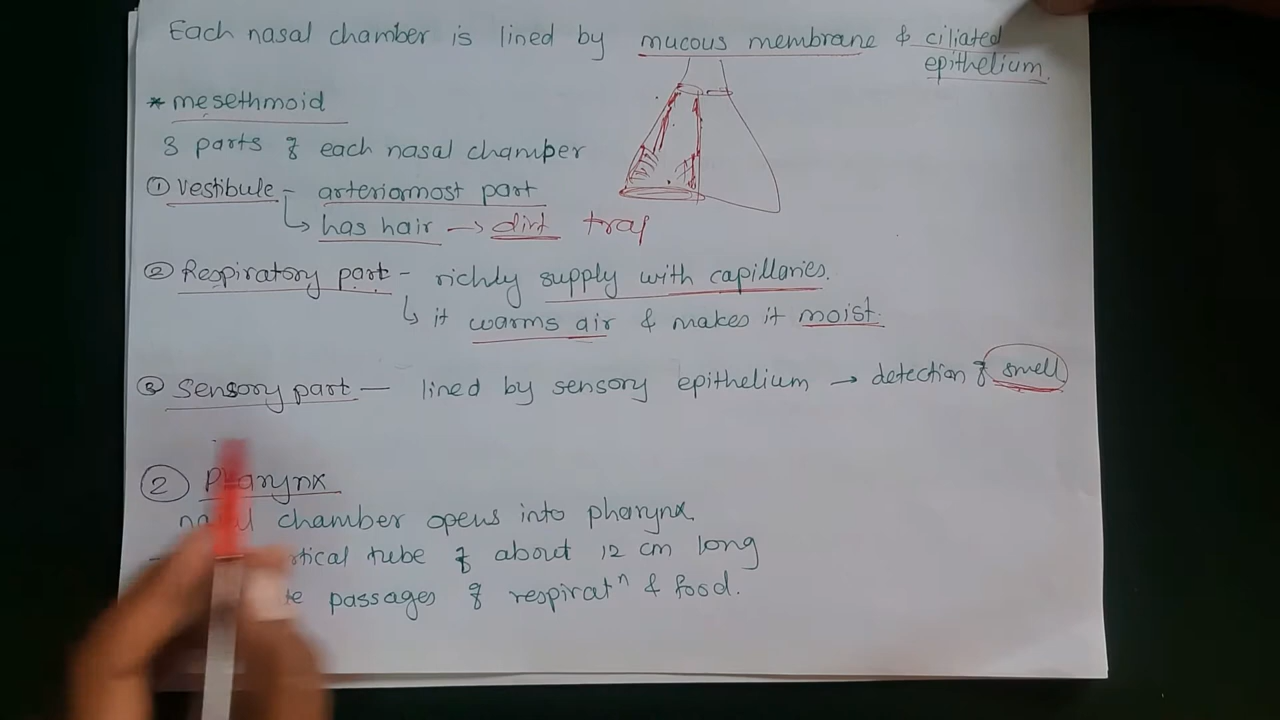 Each nasal chamber is lined by mucous membrane & ciliated
epithelium.
* mesethmoid
3 parts of each nasal chamber
① Vestibule - arteriormost part
↳ has hair → dirt trap
② Respiratory part - richly supply with capillaries.
↳ it warms air & makes it moist.
③ Sensory part — lined by sensory epithelium → detection of smell
② Pharynx
nasal chamber opens into pharynx
tube of about 12 cm long
passages of respiratⁿ & food.